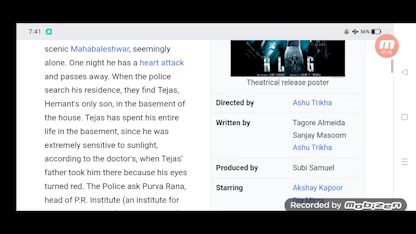 7:41
56%
scenic Mahabaleshwar, seemingly
alone. One night he has a heart attack
and passes away. When the police
search his residence, they find Tejas,
Hemant's only son, in the basement of
the house. Tejas has spent his entire
life in the basement, since he was
extremely sensitive to sunlight,
according to the doctor's, when Tejas'
father took him there because his eyes
turned red. The Police ask Purva Rana,
head of P.R. Institute (an institute for
Theatrical release poster
Directed by Ashu Trikha
Written by Tagore Almeida
Sanjay Masoom
Ashu Trikha
Produced by Subi Samuel
Starring Akshay Kapoor
Recorded by MobiZen